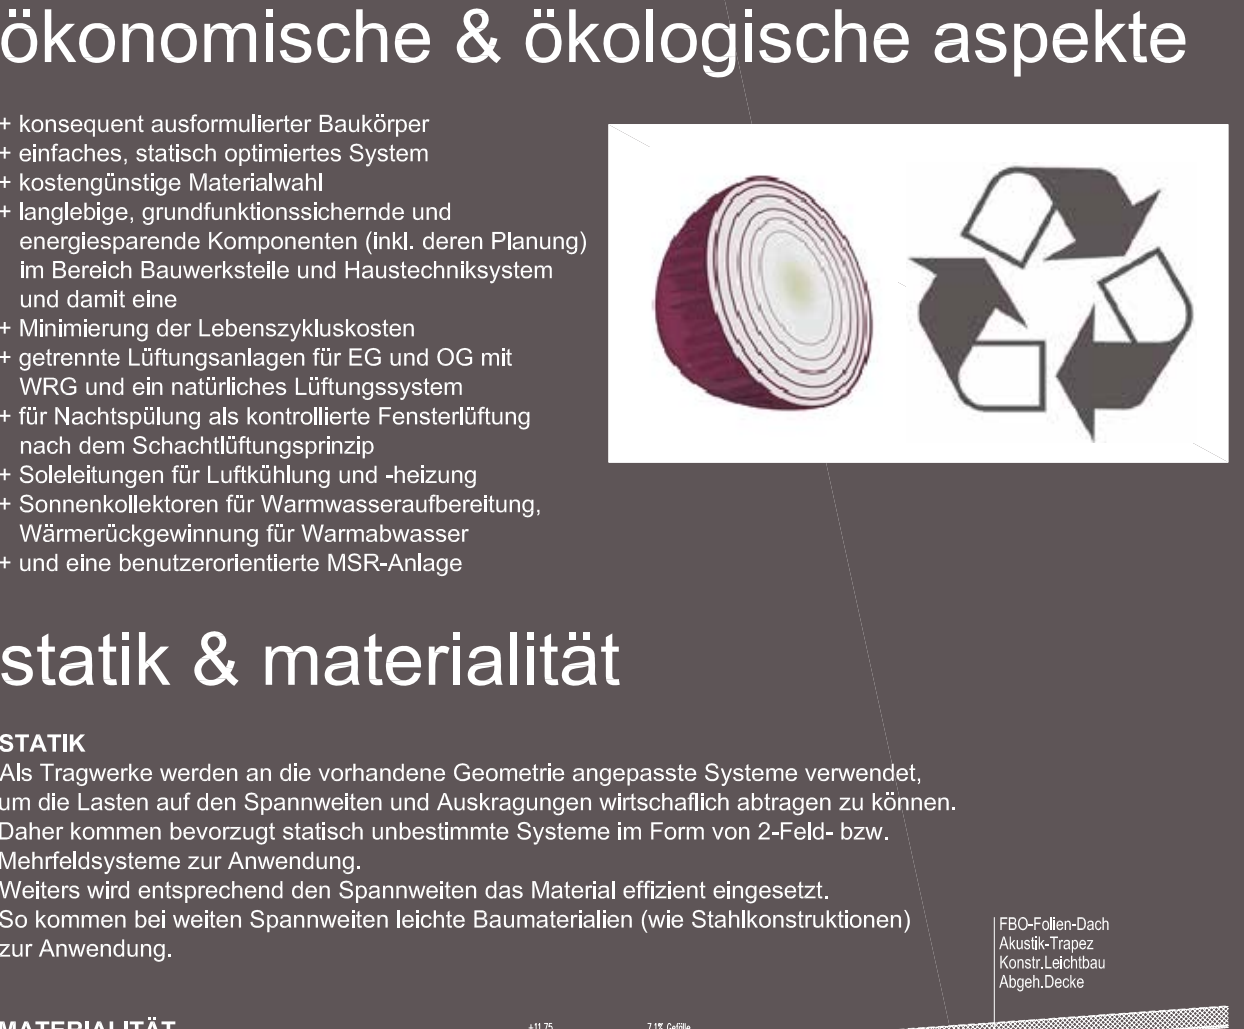 ökonomische & ökologische aspekte
+ konsequent ausformulierter Baukörper
+ einfaches, statisch optimiertes System
+ kostengünstige Materialwahl
+ langlebige, grundfunktionssichernde und
energiesparende Komponenten (inkl. deren Planung)
im Bereich Bauwerksteile und Haustechniksystem
und damit eine
+ Minimierung der Lebenszykluskosten
+ getrennte Lüftungsanlagen für EG und OG mit
WRG und ein natürliches Lüftungssystem
+ für Nachtspülung als kontrollierte Fensterlüftung
nach dem Schachtlüftungsprinzip
+ Soleleitungen für Luftkühlung und -heizung
+ Sonnenkollektoren für Warmwasseraufbereitung,
Wärmerückgewinnung für Warmabwasser
+ und eine benutzerorientierte MSR-Anlage
statik & materialität
STATIK
Als Tragwerke werden an die vorhandene Geometrie angepasste Systeme verwendet,
um die Lasten auf den Spannweiten und Auskragungen wirtschaflich abtragen zu können.
Daher kommen bevorzugt statisch unbestimmte Systeme im Form von 2-Feld- bzw.
Mehrfeldsysteme zur Anwendung.
Weiters wird entsprechend den Spannweiten das Material effizient eingesetzt.
So kommen bei weiten Spannweiten leichte Baumaterialien (wie Stahlkonstruktionen)
zur Anwendung.
FBO-Folien-Dach
Akustik-Trapez
Konstr.Leichtbau
Abgeh.Decke
MATERIALITÄT
+11,75
7,1% Gefälle